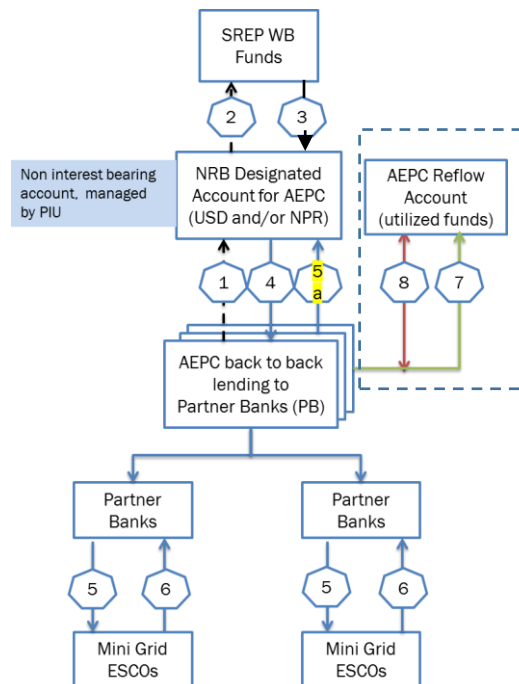 SREP WB
Funds
2
3
Non interest bearing
account, managed
by PIU
NRB Designated
Account for AEPC
(USD and/or NPR)
AEPC Reflow
Account
(utilized funds)
1
4
5
a
8
7
AEPC back to back
lending to
Partner Banks (PB)
Partner
Banks
Partner
Banks
5
6
5
6
Mini Grid
ESCOs
Mini Grid
ESCOs